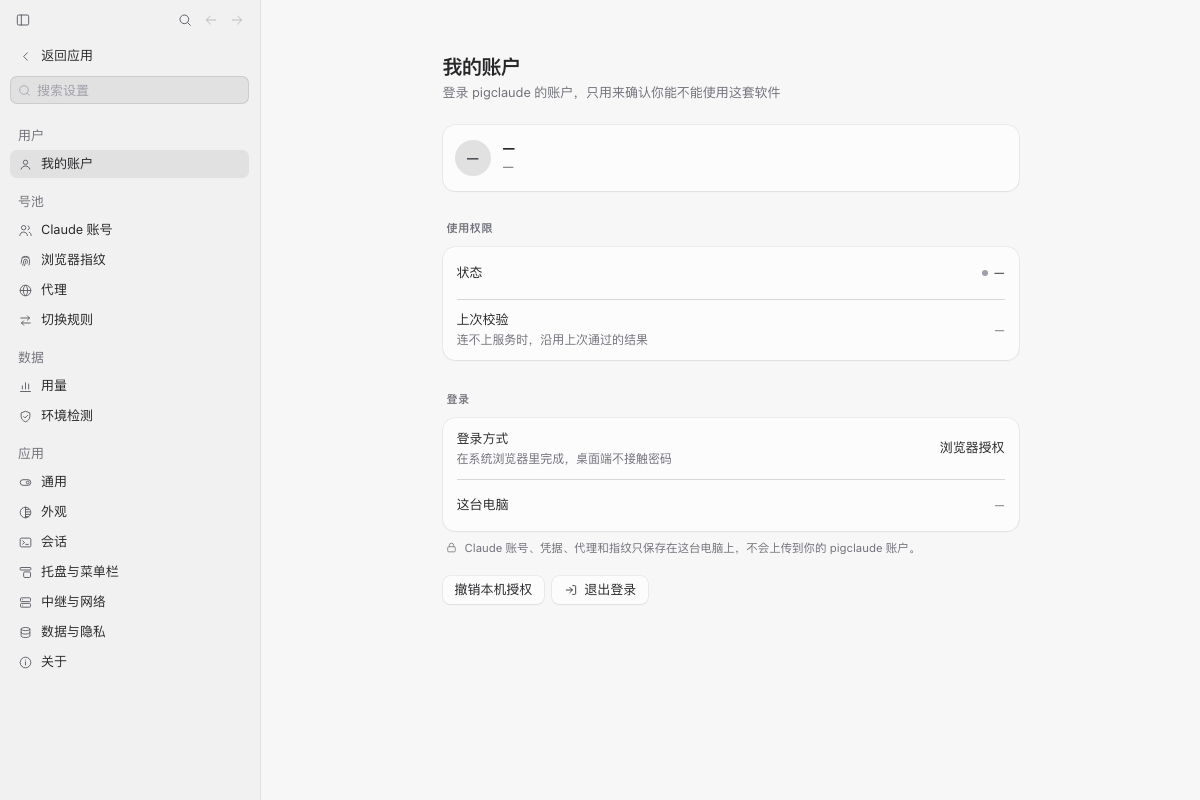 返回应用
搜索设置
用户
我的账户
号池
Claude 账号
浏览器指纹
代理
切换规则
数据
用量
环境检测
应用
通用
外观
会话
托盘与菜单栏
中继与网络
数据与隐私
关于
我的账户
登录 pigclaude 的账户，只用来确认你能不能使用这套软件
—
—
—
使用权限
状态
—
上次校验
连不上服务时，沿用上次通过的结果
—
登录
登录方式
在系统浏览器里完成，桌面端不接触密码
浏览器授权
这台电脑
—
Claude 账号、凭据、代理和指纹只保存在这台电脑上，不会上传到你的 pigclaude 账户。
撤销本机授权
退出登录